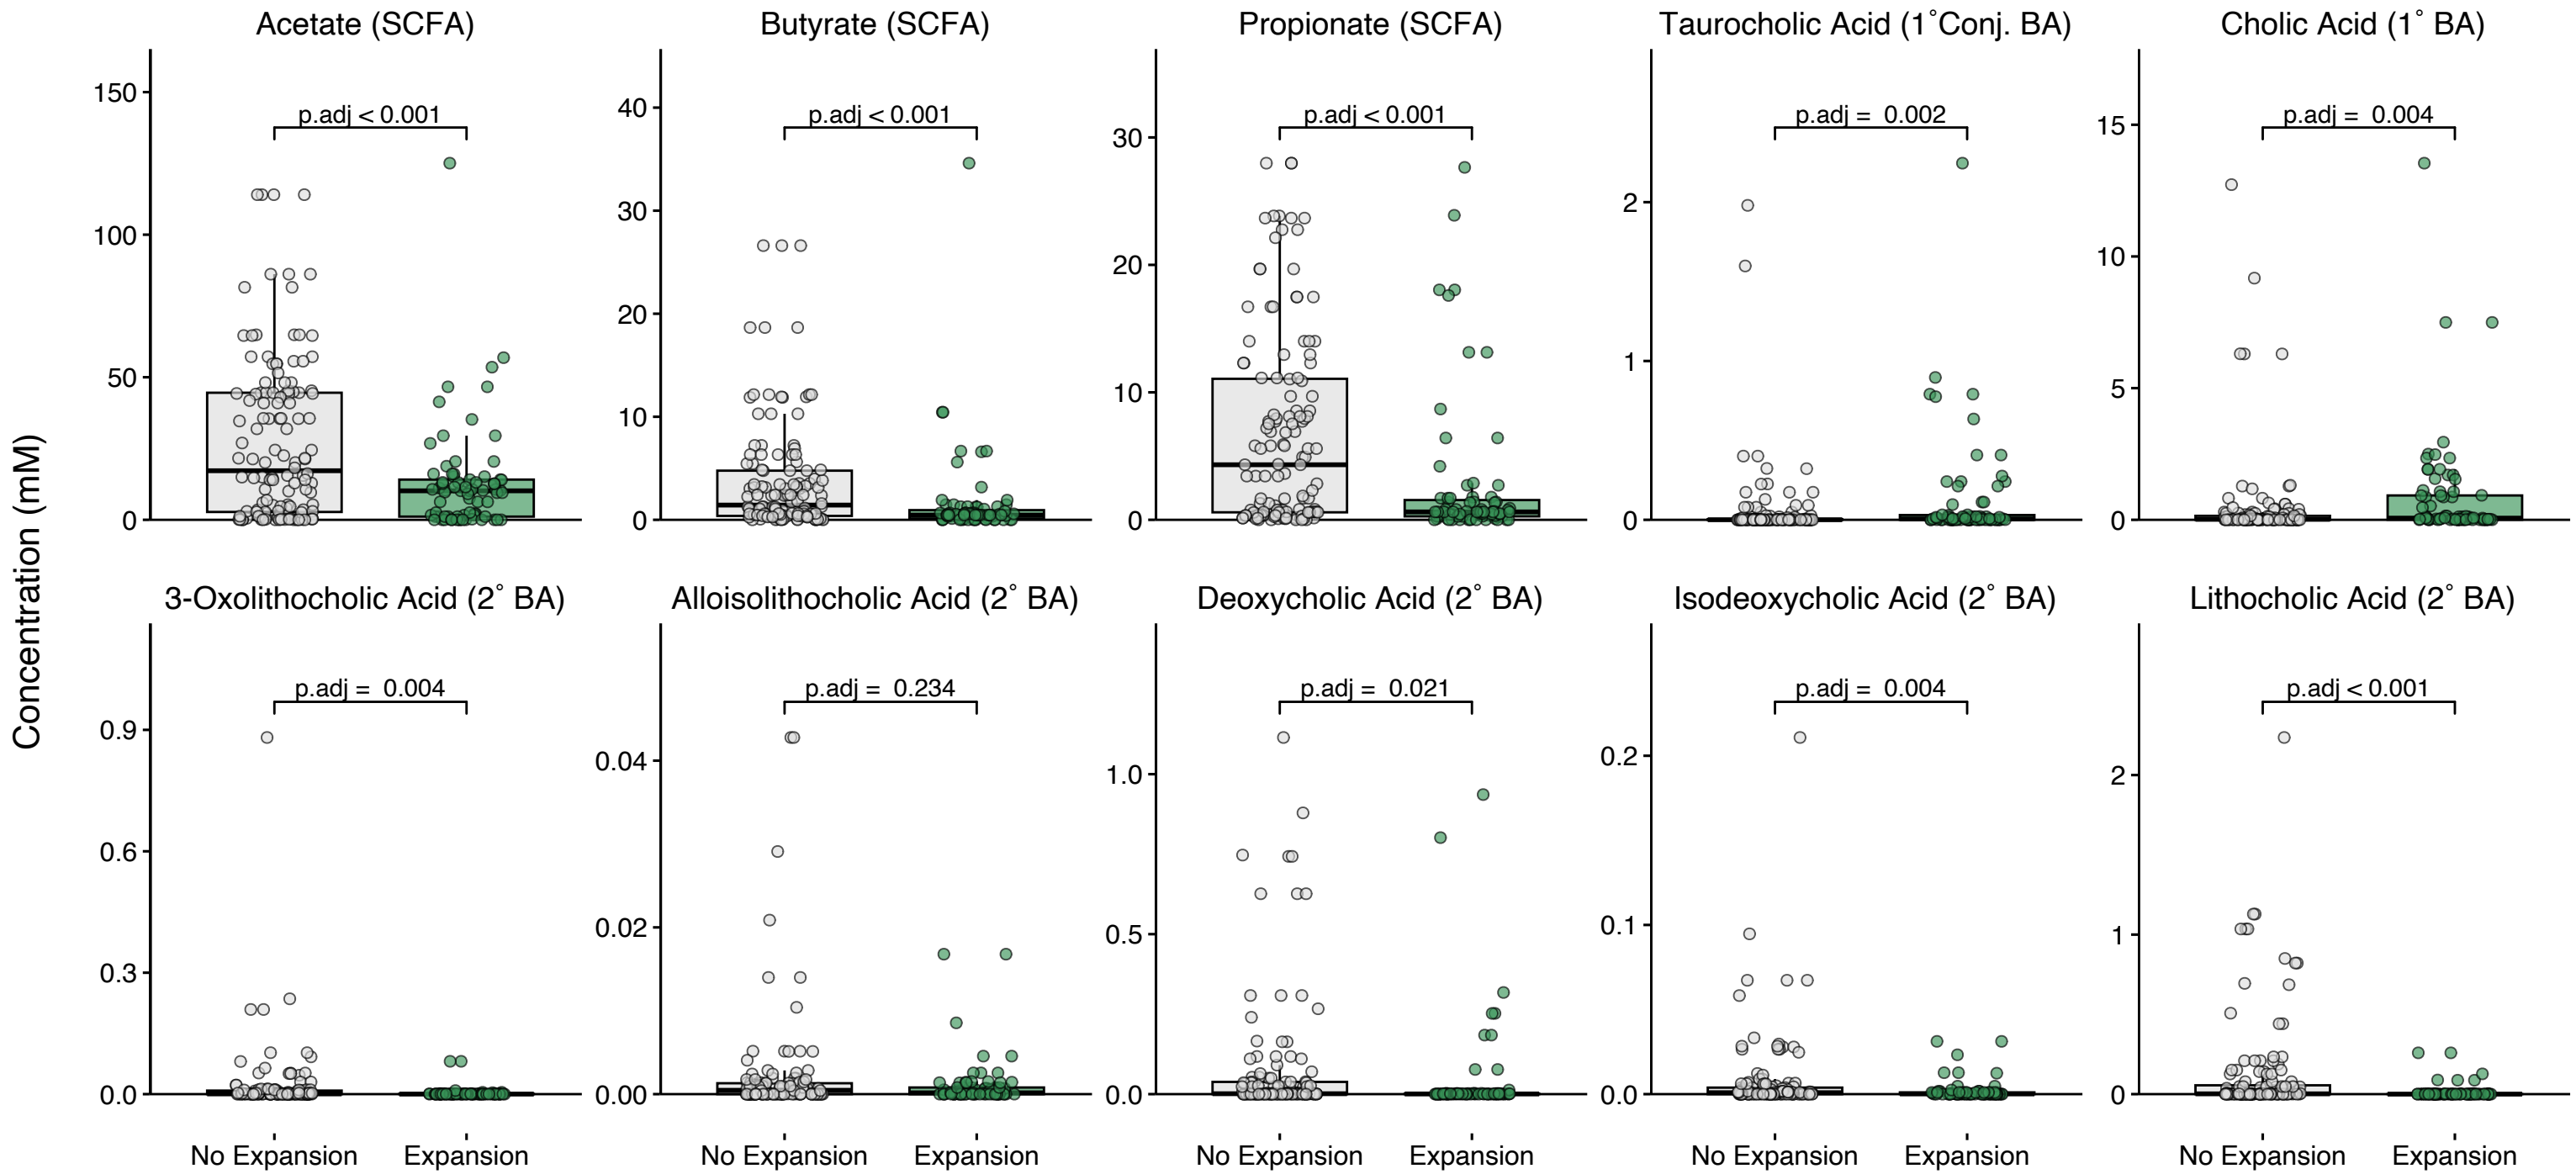 Concentration (mM)
Acetate (SCFA)
150
100
50
0
p.adj < 0.001
Butyrate (SCFA)
40
30
20
10
0
p.adj < 0.001
Propionate (SCFA)
30
20
10
0
p.adj < 0.001
Taurocholic Acid (1˚Conj. BA)
2
1
0
p.adj = 0.002
Cholic Acid (1˚ BA)
15
10
5
0
p.adj = 0.004
3-Oxolithocholic Acid (2˚ BA)
0.9
0.6
0.3
0.0
p.adj = 0.004
No Expansion Expansion
Alloisolithocholic Acid (2˚ BA)
0.04
0.02
0.00
p.adj = 0.234
No Expansion Expansion
Deoxycholic Acid (2˚ BA)
1.0
0.5
0.0
p.adj = 0.021
No Expansion Expansion
Isodeoxycholic Acid (2˚ BA)
0.2
0.1
0.0
p.adj = 0.004
No Expansion Expansion
Lithocholic Acid (2˚ BA)
2
1
0
p.adj < 0.001
No Expansion Expansion